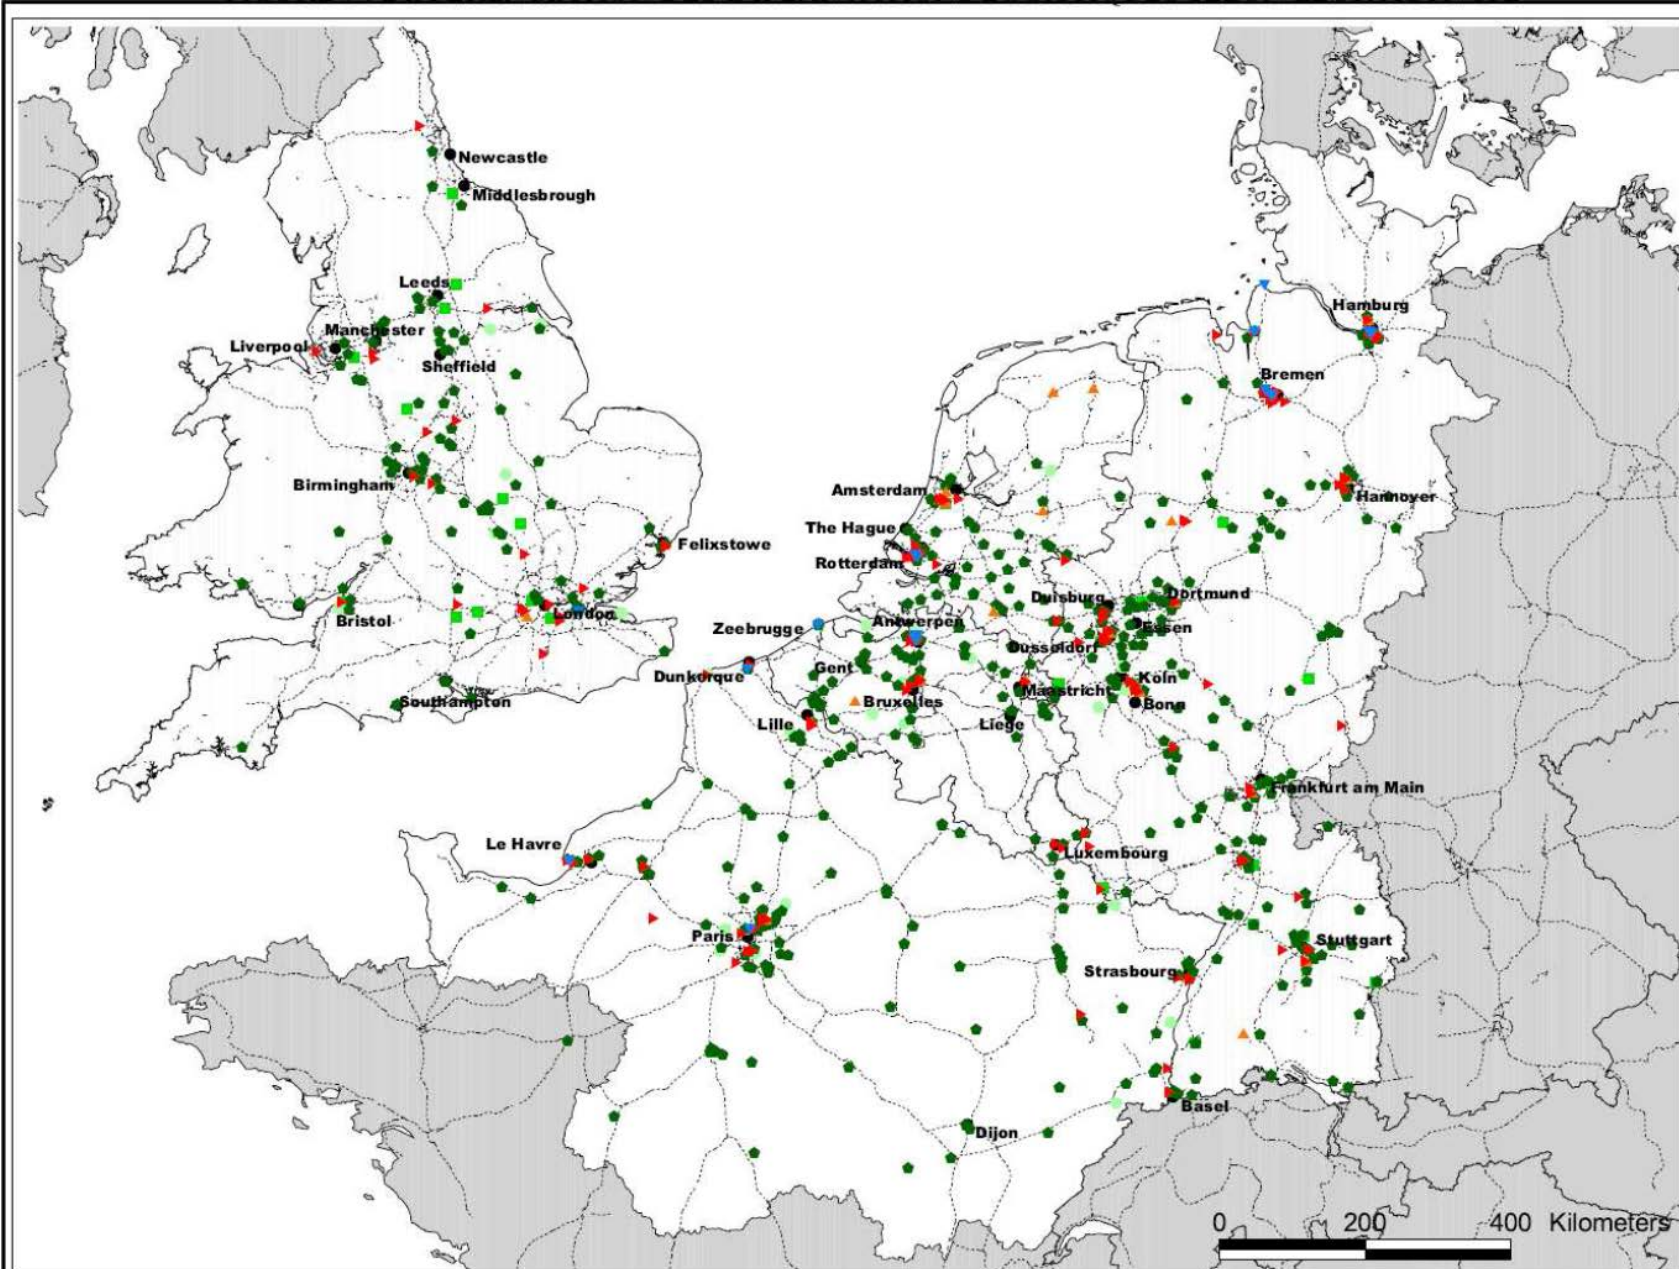 Newcastle
Middlesbrough
Leeds
Hamburg
Manchester
Liverpool
Sheffield
Bremen
Birmingham
Amsterdam
Hannover
The Hague
Felixstowe
Rotterdam
Duisburg
Dortmund
Bristol
London
Zeebrugge
Antwerpen
Essen
Dusseldorf
Gent
Dunkerque
Koln
Maastricht
Southampton
Bruxelles
Bonn
Lille
Liege
Frankfurt am Main
Le Havre
Luxembourg
Paris
Stuttgart
Strasbourg
Basel
Dijon
0 200 400 Kilometers